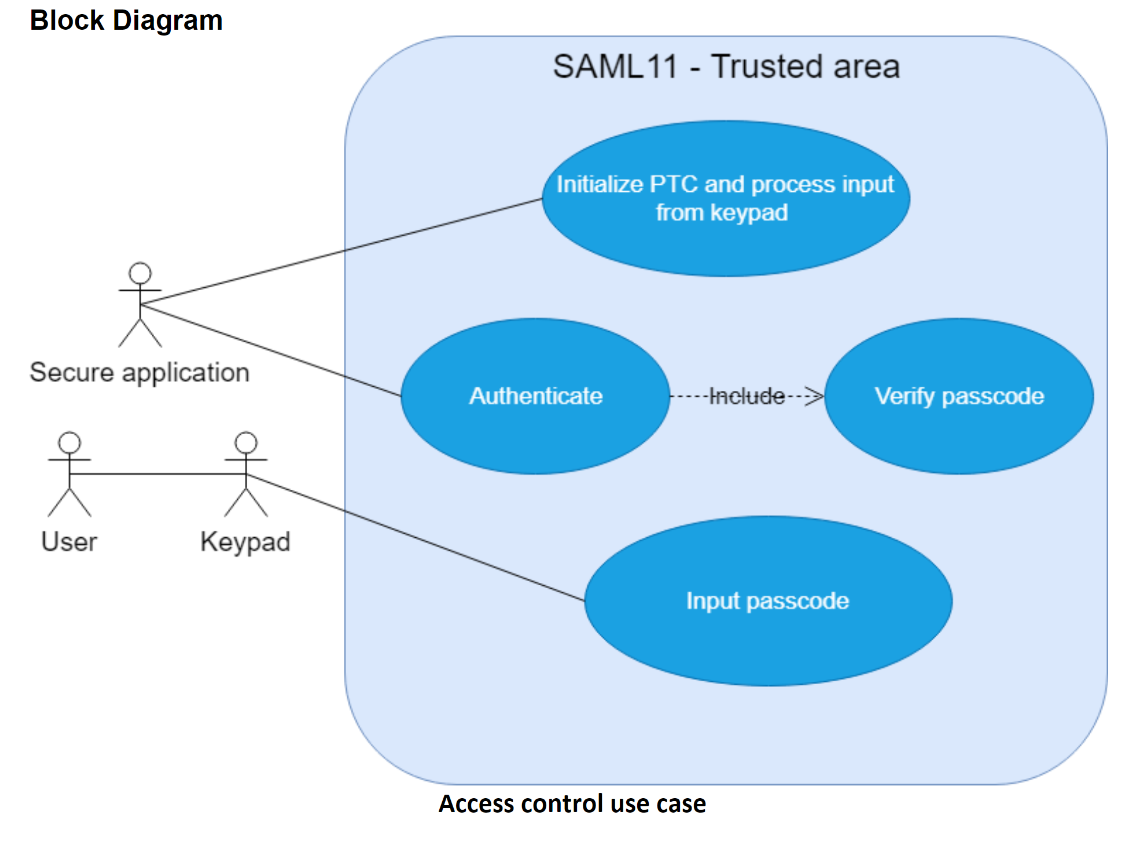 Block Diagram
SAML11 - Trusted area
Initialize PTC and process input
from keypad
Secure application
Authenticate
Include
Verify passcode
User
Keypad
Input passcode
Access control use case